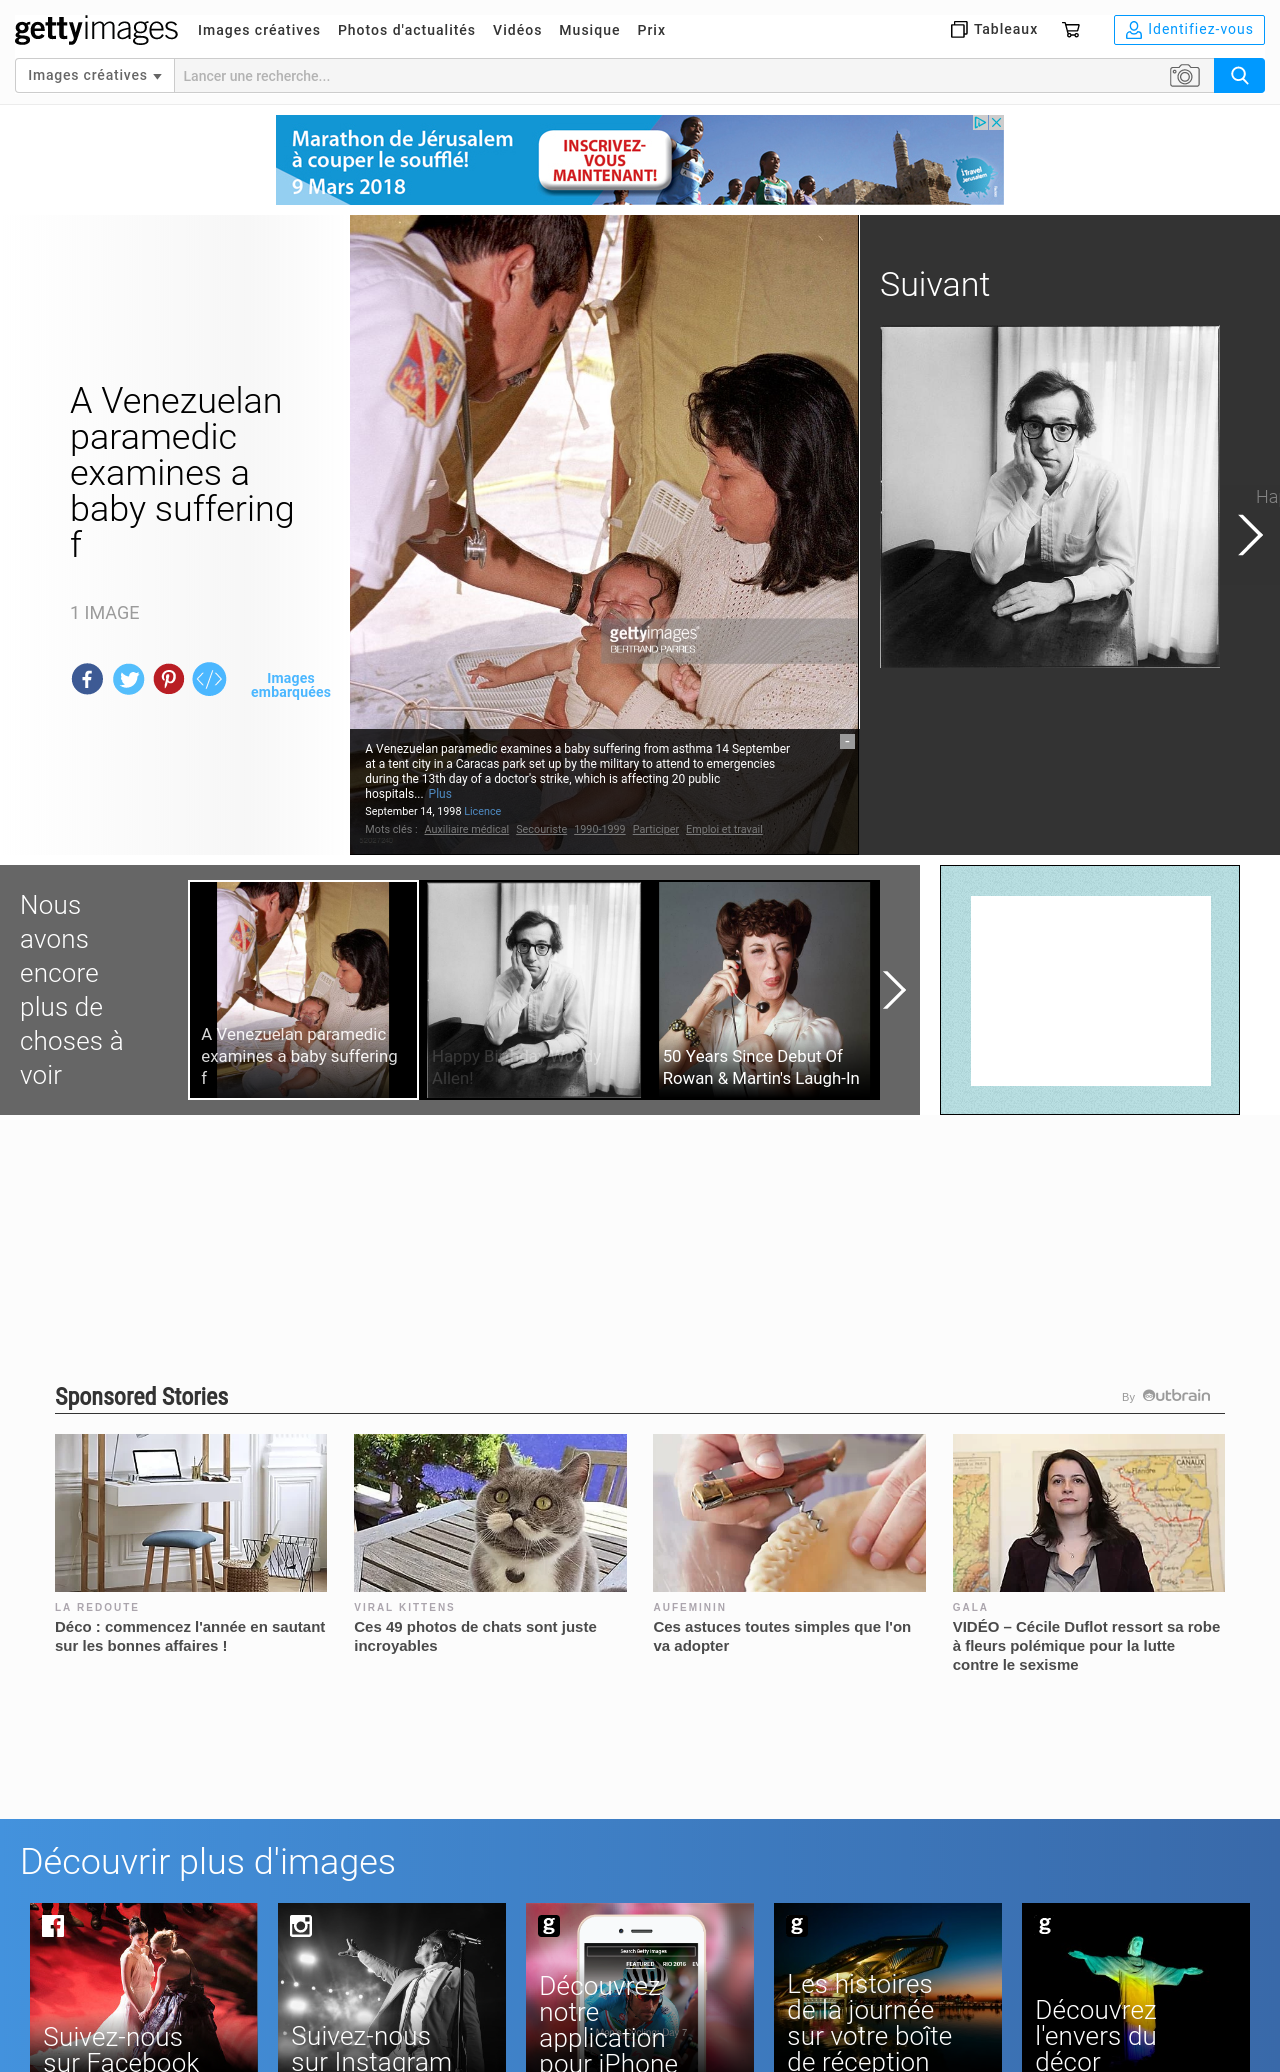 gettyimages
Images créatives
Photos d'actualités
Vidéos
Musique
Prix
Tableaux
Identifiez-vous
Images créatives
Lancer une recherche...
Marathon de Jérusalem
à couper le soufflé!
9 Mars 2018
INSCRIVEZ-
VOUS
MAINTENANT!
iTravel
Jerusalem
A Venezuelan
paramedic
examines a
baby suffering
f
1 IMAGE
Images
embarquées
gettyimages
BERTRAND PARRES
A Venezuelan paramedic examines a baby suffering from asthma 14 September
at a tent city in a Caracas park set up by the military to attend to emergencies
during the 13th day of a doctor's strike, which is affecting 20 public
hospitals... Plus
September 14, 1998 Licence
Mots clés : Auxiliaire médical Secouriste 1990-1999 Participer Emploi et travail
Suivant
Ha
Nous
avons
encore
plus de
choses à
voir
A Venezuelan paramedic
examines a baby suffering
f
Happy Birthday Woody
Allen!
50 Years Since Debut Of
Rowan & Martin's Laugh-In
Sponsored Stories
By Outbrain
LA REDOUTE
Déco : commencez l'année en sautant
sur les bonnes affaires !
VIRAL KITTENS
Ces 49 photos de chats sont juste
incroyables
AUFEMININ
Ces astuces toutes simples que l'on
va adopter
GALA
VIDÉO – Cécile Duflot ressort sa robe
à fleurs polémique pour la lutte
contre le sexisme
Découvrir plus d'images
Suivez-nous
sur Facebook
Suivez-nous
sur Instagram
Search Getty Images
FEATURED RIO 2016 EV
Découvrez
notre
application
pour iPhone
Les histoires
de la journée
sur votre boîte
de réception
Découvrez
l'envers du
décor